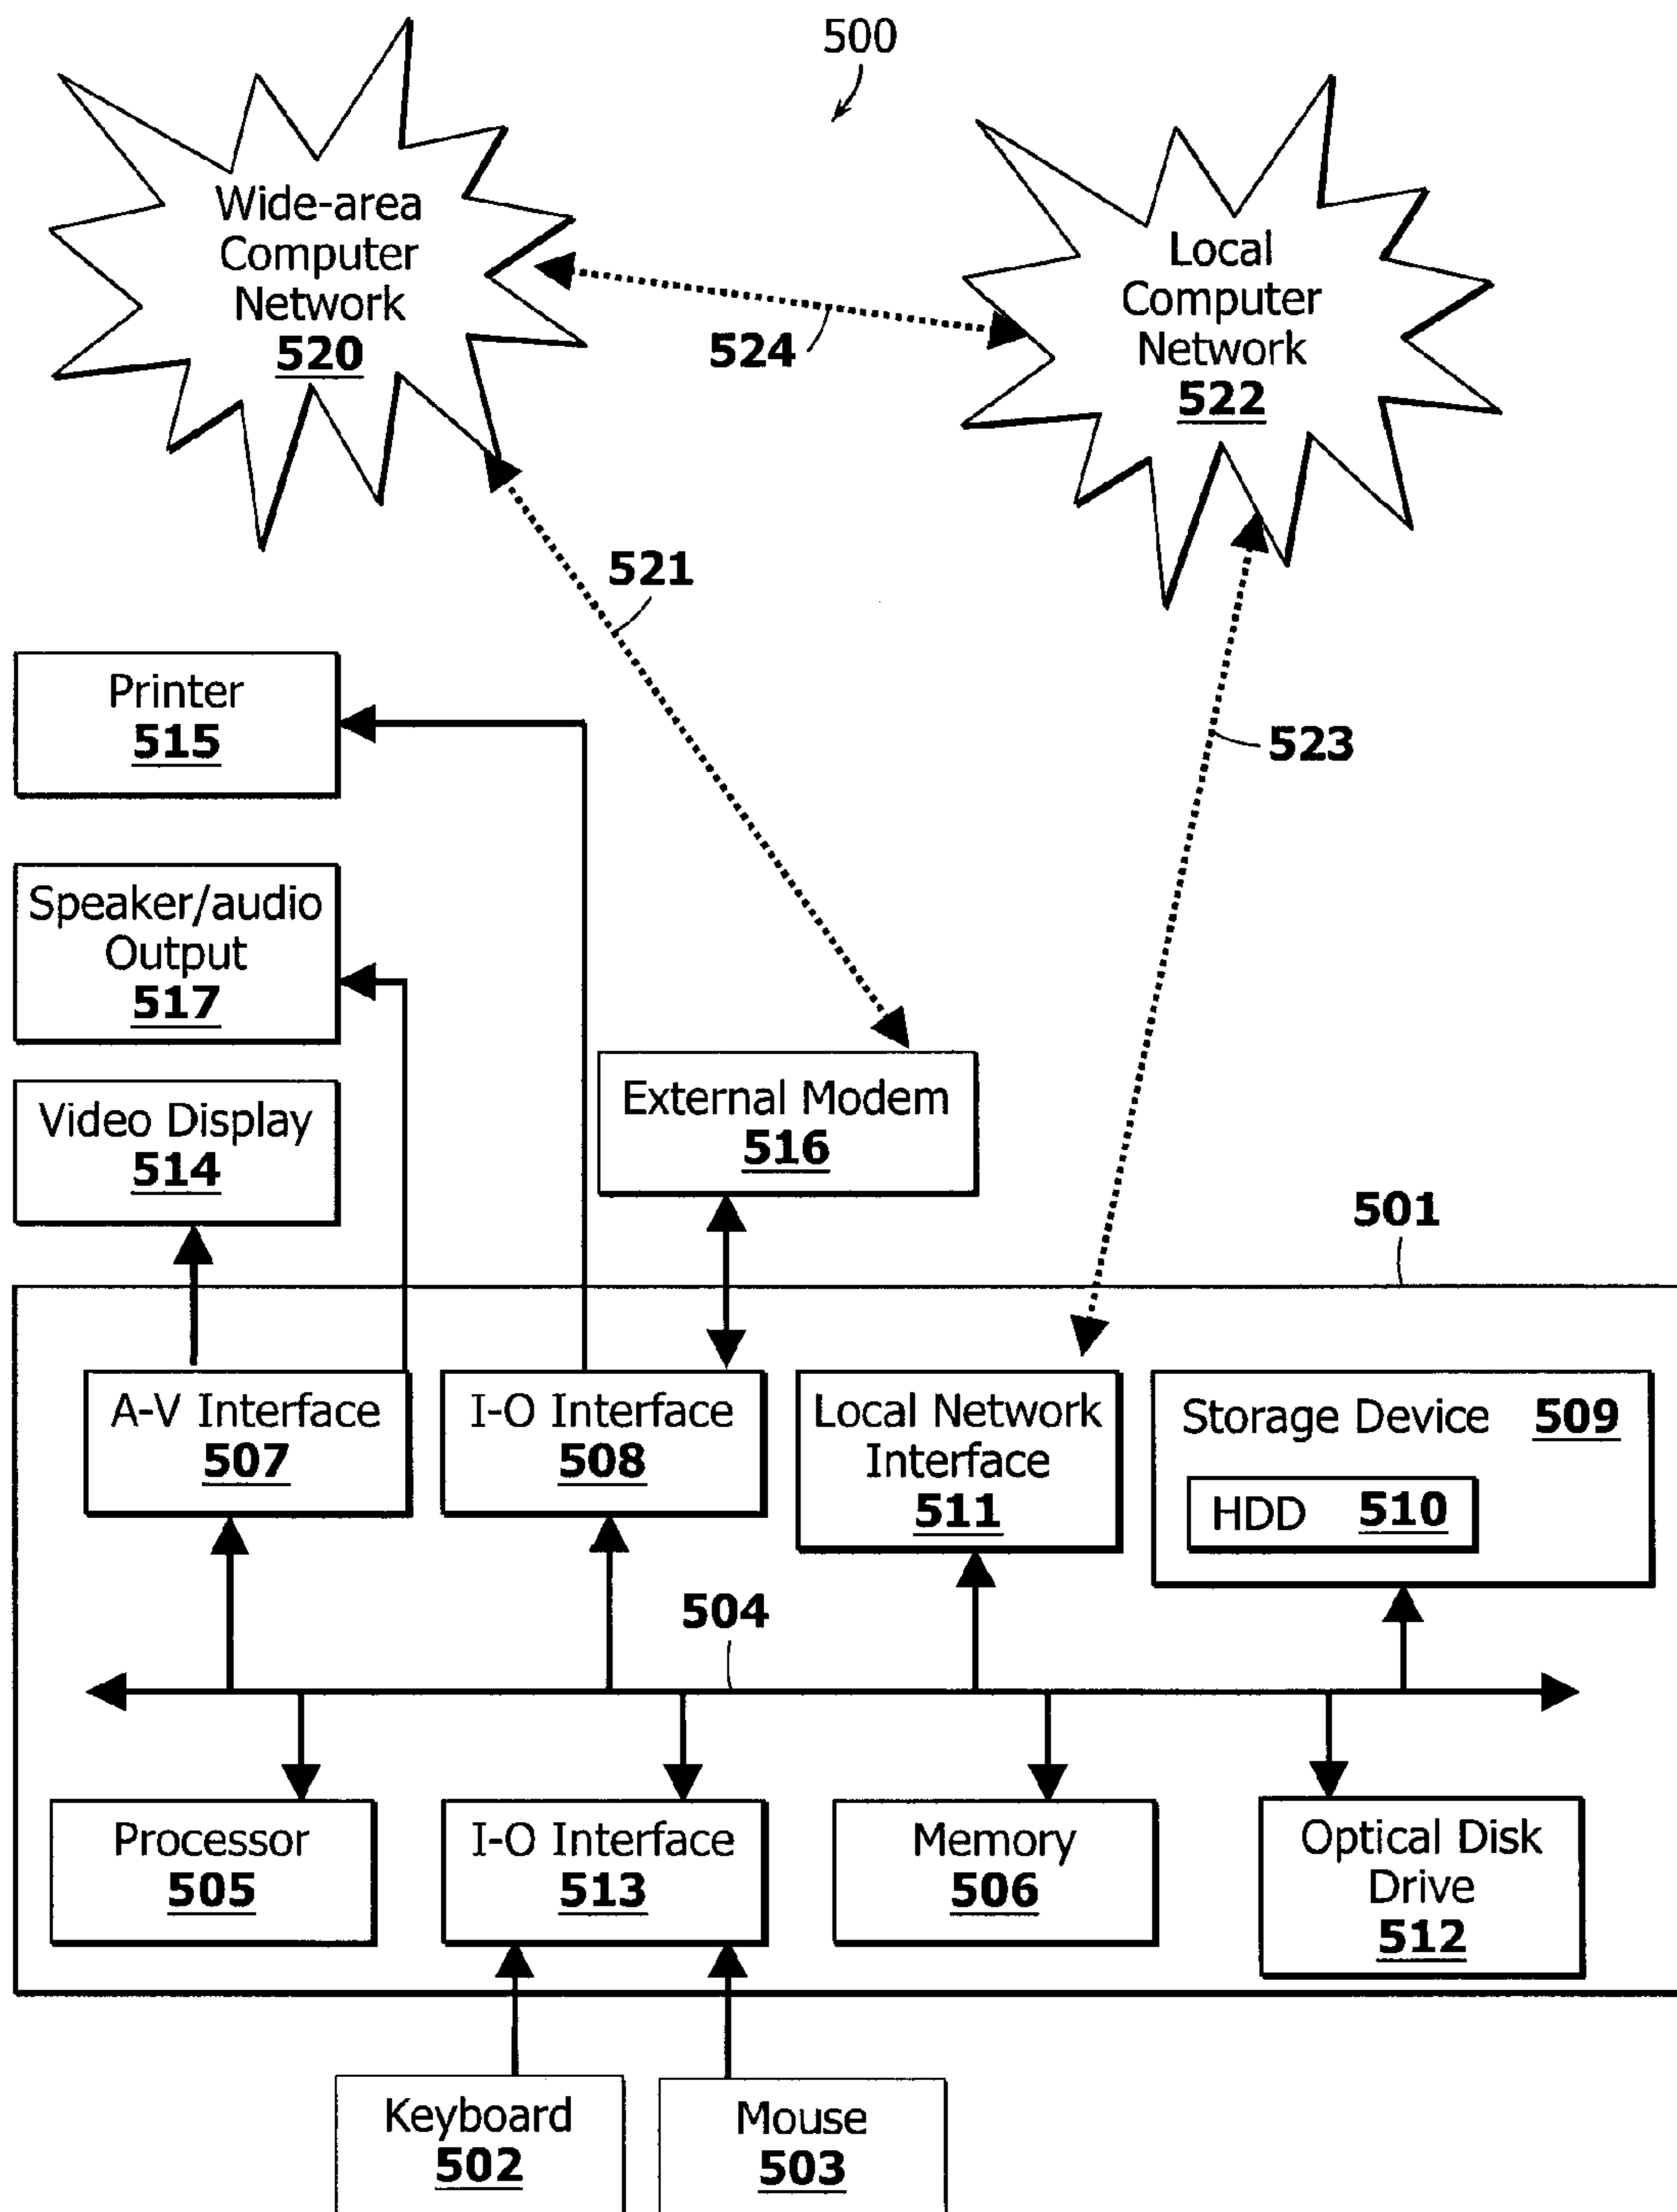 500
Wide-area
Computer
Network
520
Local
Computer
Network
522
524
521
523
Printer
515
Speaker/audio
Output
517
Video Display
514
External Modem
516
501
A-V Interface
507
I-O Interface
508
Local Network
Interface
511
Storage Device 509
HDD 510
504
Processor
505
I-O Interface
513
Memory
506
Optical Disk
Drive
512
Keyboard
502
Mouse
503